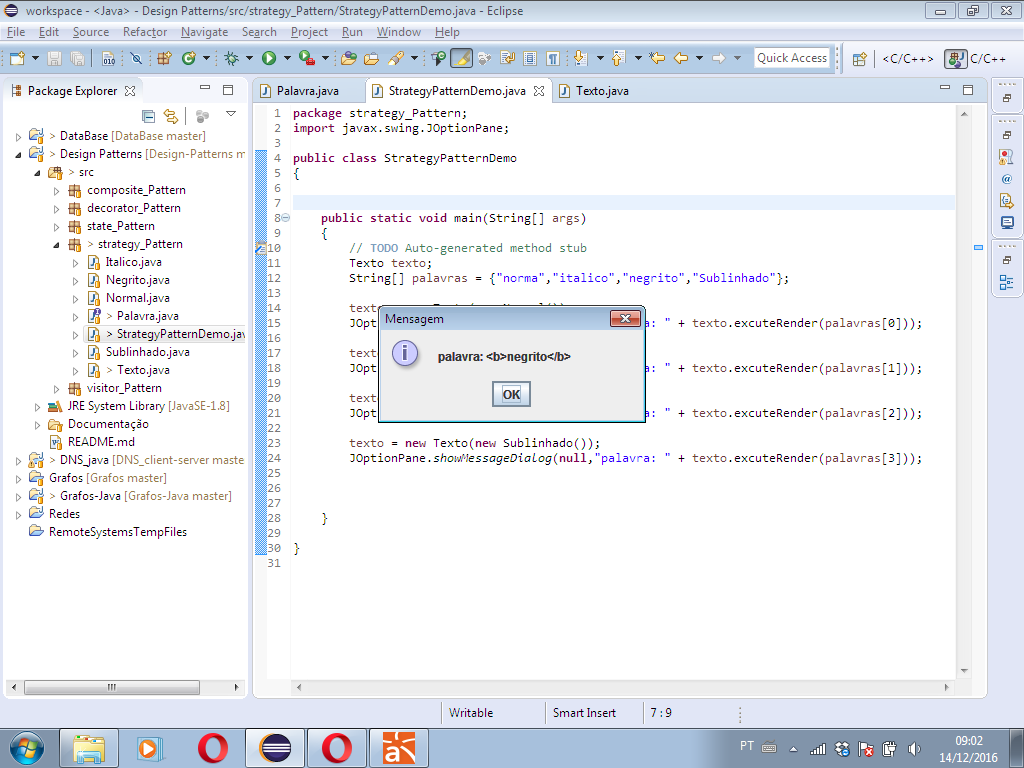 workspace - <Java> - Design Patterns/src/strategy_Pattern/StrategyPatternDemo.java - Eclipse
File Edit Source Refactor Navigate Search Project Run Window Help
Quick Access <C/C++> C/C++
Package Explorer
DataBase [DataBase master]
> Design Patterns [Design-Patterns m
> src
composite_Pattern
decorator_Pattern
state_Pattern
> strategy_Pattern
Italico.java
Negrito.java
Normal.java
> Palavra.java
> StrategyPatternDemo.jav
Sublinhado.java
> Texto.java
visitor_Pattern
JRE System Library [JavaSE-1.8]
Documentação
README.md
> DNS_java [DNS_client-server maste
Grafos [Grafos master]
> Grafos-Java [Grafos-Java master]
Redes
RemoteSystemsTempFiles
Palavra.java StrategyPatternDemo.java Texto.java
1 package strategy_Pattern;
2 import javax.swing.JOptionPane;
3
4 public class StrategyPatternDemo
5 {
6
7
8 public static void main(String[] args)
9 {
10 // TODO Auto-generated method stub
11 Texto texto;
12 String[] palavras = {"norma","italico","negrito","Sublinhado"};
13
14 text
15 JOpt a: " + texto.excuteRender(palavras[0]));
16
17 text
18 JOpt a: " + texto.excuteRender(palavras[1]));
19
20 text
21 JOpt a: " + texto.excuteRender(palavras[2]));
22
23 texto = new Texto(new Sublinhado());
24 JOptionPane.showMessageDialog(null,"palavra: " + texto.excuteRender(palavras[3]));
25
26
27
28 }
29
30 }
31
Mensagem
palavra: <b>negrito</b>
OK
Writable Smart Insert 7 : 9
PT 09:02
14/12/2016